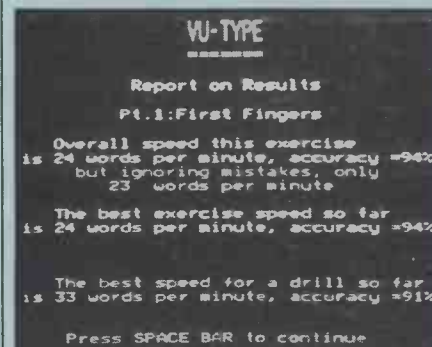 VU-TYPE
Report on Results
Pt.1:First Fingers
Overall speed this exercise
is 24 words per minute, accuracy =94%
but ignoring mistakes, only
23 words per minute
The best exercise speed so far
is 24 words per minute, accuracy =94%
The best speed for a drill so far
is 33 words per minute, accuracy =91%
Press SPACE BAR to continue